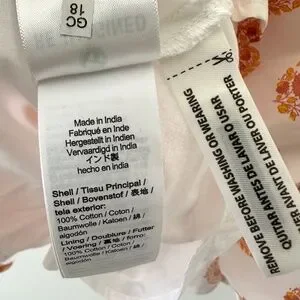 GC
18
Made in India
Fabriqué en Inde
Hergestellt in Indien
Vervaardigd in India
インド製
hecho en India
Shell / Tissu Principal /
Shell / Bovenstof / 表地 /
tela exterior:
100% Cotton / Coton /
Baumwolle / Katoen / 綿 /
algodón
Lining / Doublure / Futter
/ Voering / 裏地 / forro:
100% Cotton / Coton /
Baumwolle / Katoen / 綿 /
algodón
REMOVE BEFORE WASHING OR WEARING
QUITAR ANTES DE LAVAR O USAR
AVANT DE LAVER OU PORTER